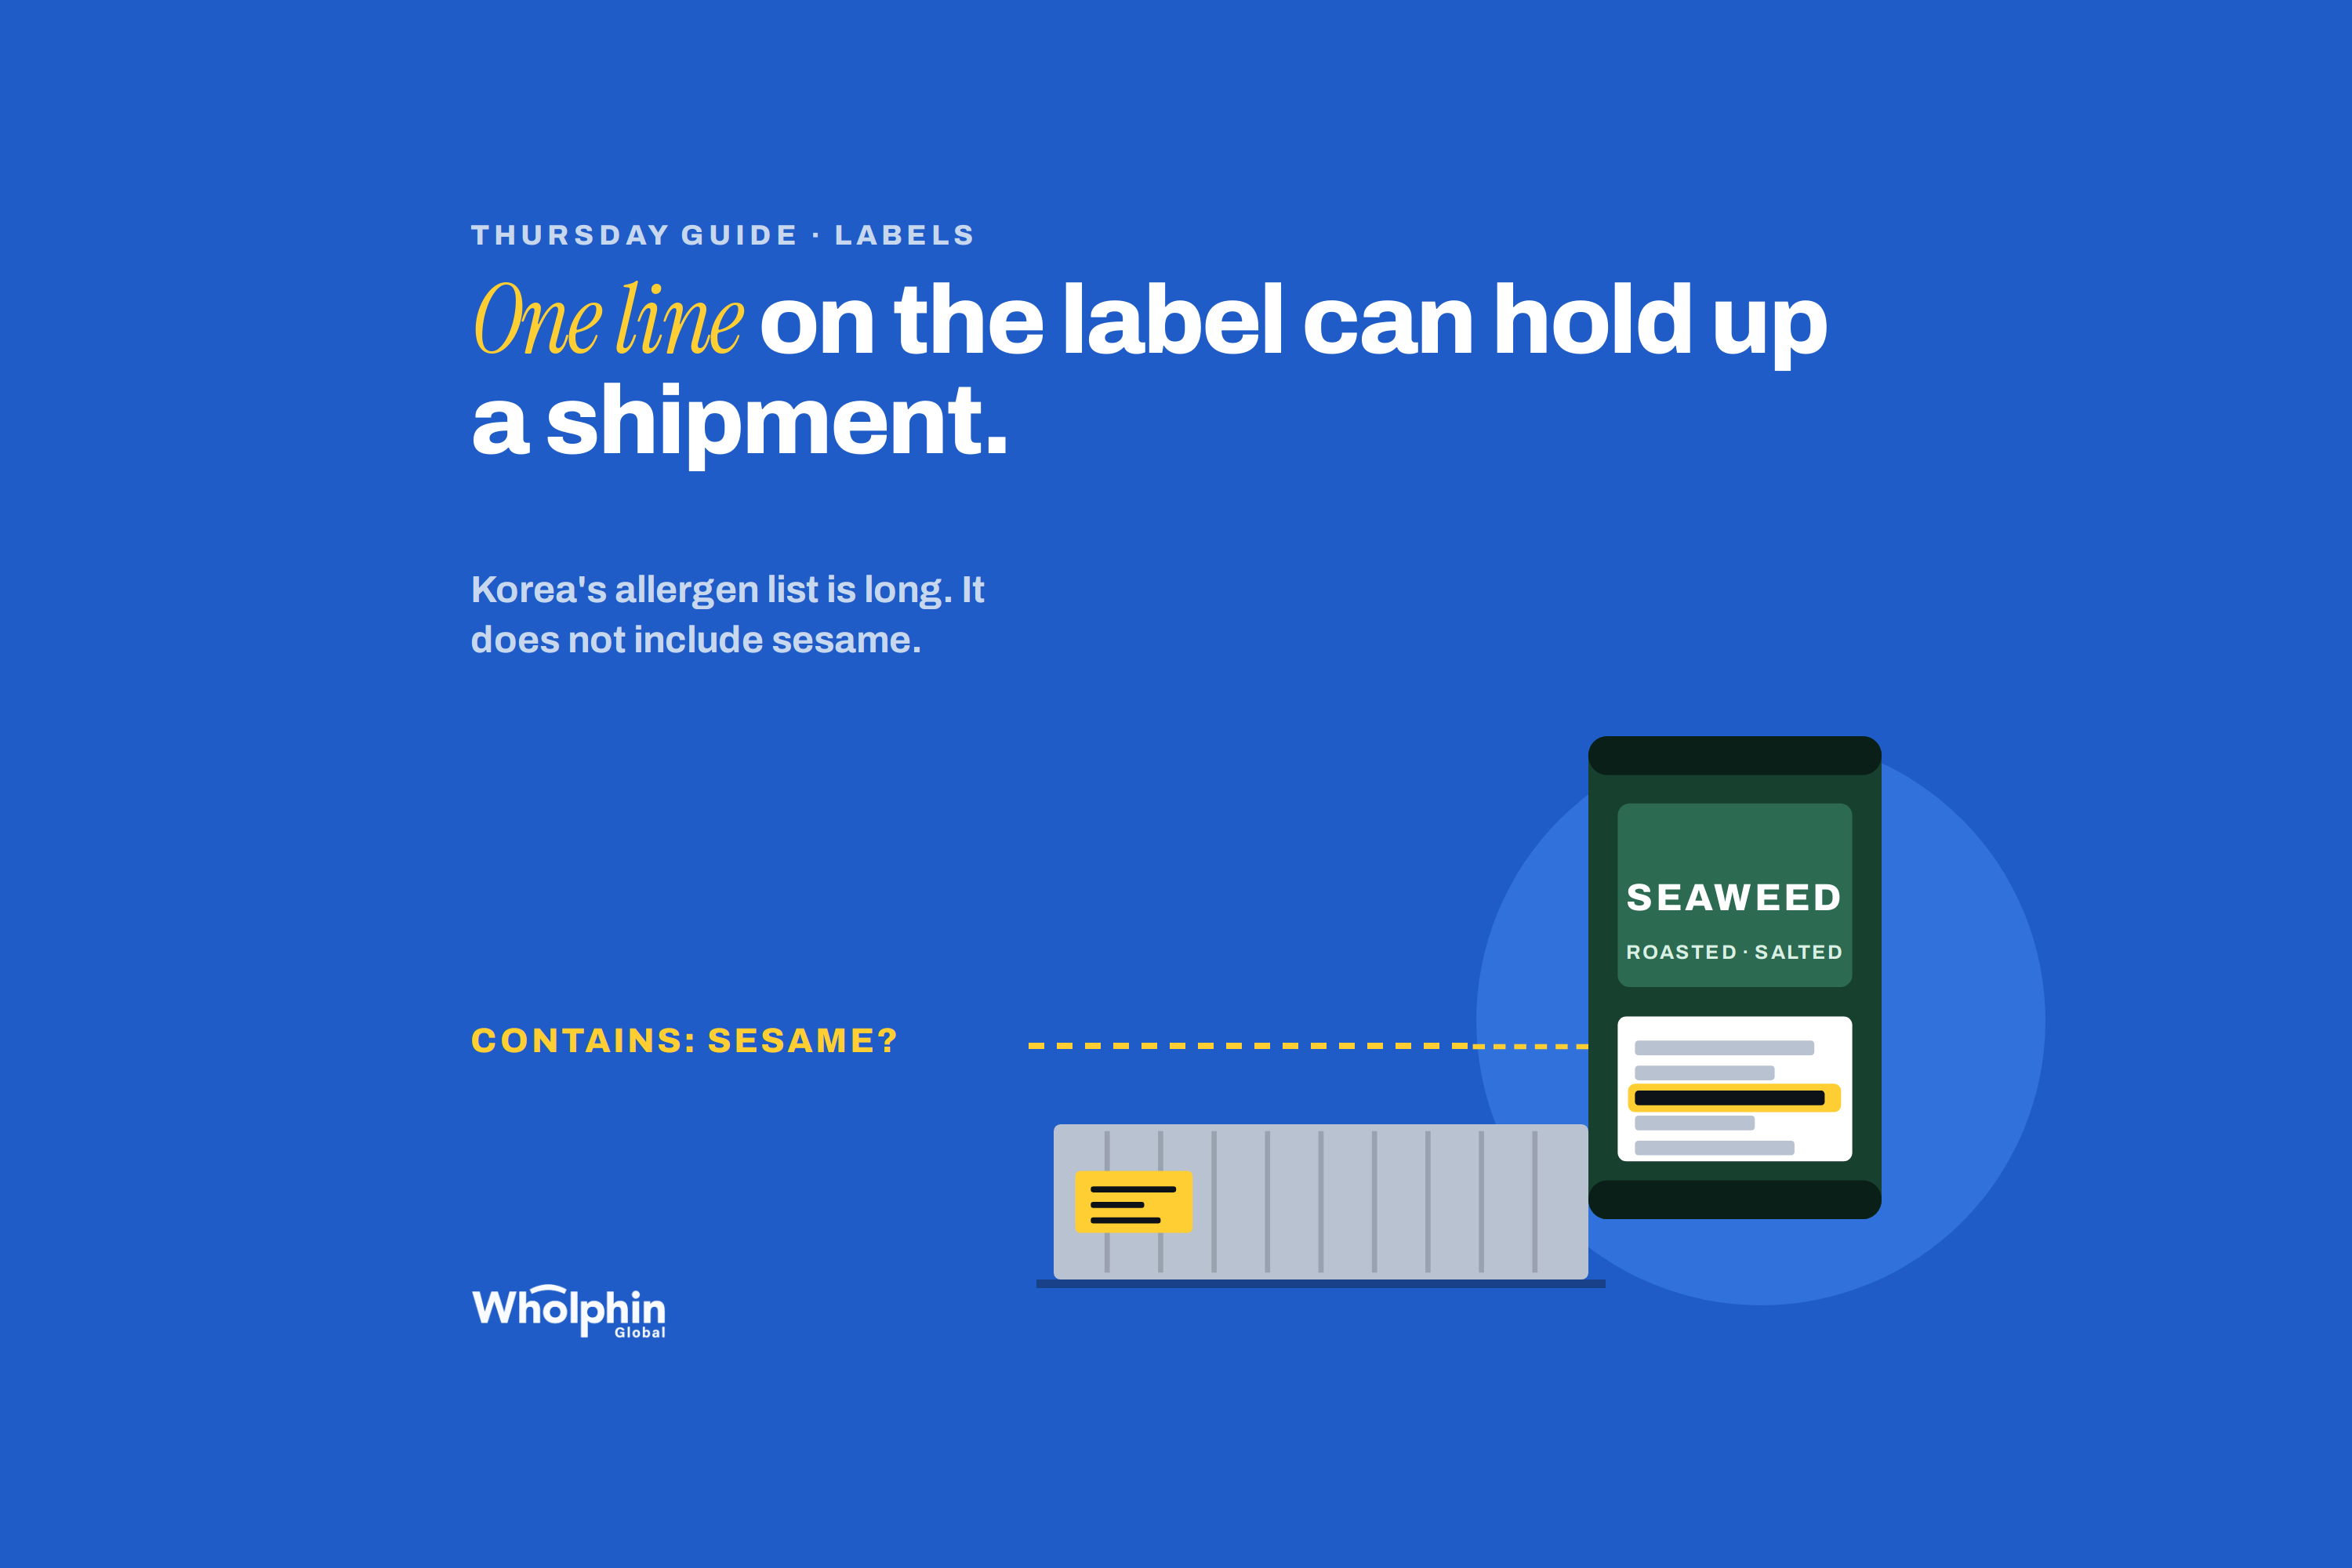 THURSDAY GUIDE · LABELS
One line on the label can hold up
a shipment.
Korea's allergen list is long. It
does not include sesame.
SEAWEED
ROASTED · SALTED
CONTAINS: SESAME?
Wholphin
Global